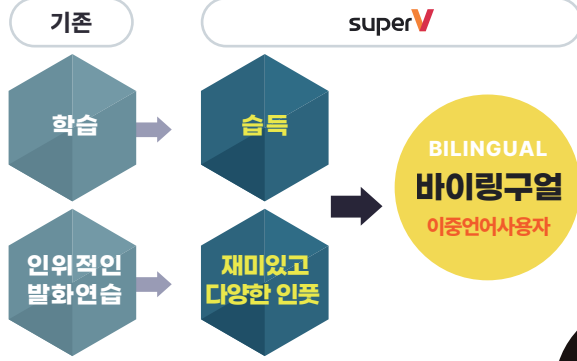 기존
superV
학습
습득
인위적인
발화연습
재미있고
다양한 인풋
BILINGUAL
바이링구얼
이중언어사용자